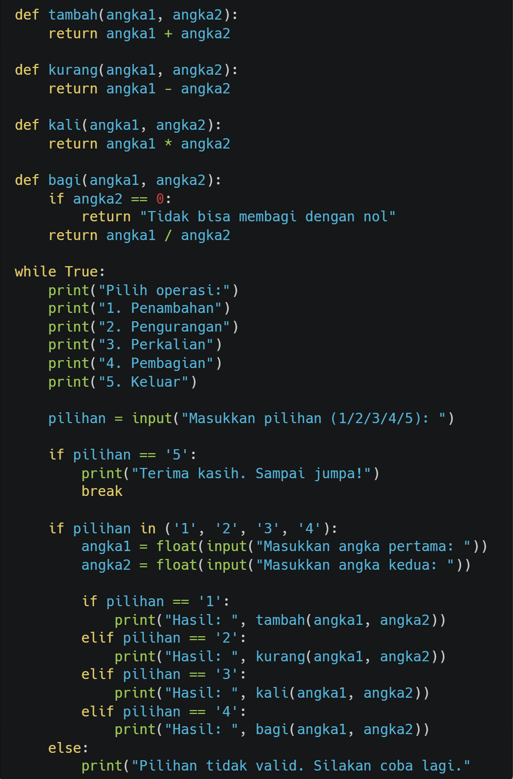 def tambah(angka1, angka2):
    return angka1 + angka2

def kurang(angka1, angka2):
    return angka1 - angka2

def kali(angka1, angka2):
    return angka1 * angka2

def bagi(angka1, angka2):
    if angka2 == 0:
        return "Tidak bisa membagi dengan nol"
    return angka1 / angka2

while True:
    print("Pilih operasi:")
    print("1. Penambahan")
    print("2. Pengurangan")
    print("3. Perkalian")
    print("4. Pembagian")
    print("5. Keluar")

    pilihan = input("Masukkan pilihan (1/2/3/4/5): ")

    if pilihan == '5':
        print("Terima kasih. Sampai jumpa!")
        break

    if pilihan in ('1', '2', '3', '4'):
        angka1 = float(input("Masukkan angka pertama: "))
        angka2 = float(input("Masukkan angka kedua: "))

        if pilihan == '1':
            print("Hasil: ", tambah(angka1, angka2))
        elif pilihan == '2':
            print("Hasil: ", kurang(angka1, angka2))
        elif pilihan == '3':
            print("Hasil: ", kali(angka1, angka2))
        elif pilihan == '4':
            print("Hasil: ", bagi(angka1, angka2))
    else:
        print("Pilihan tidak valid. Silakan coba lagi."